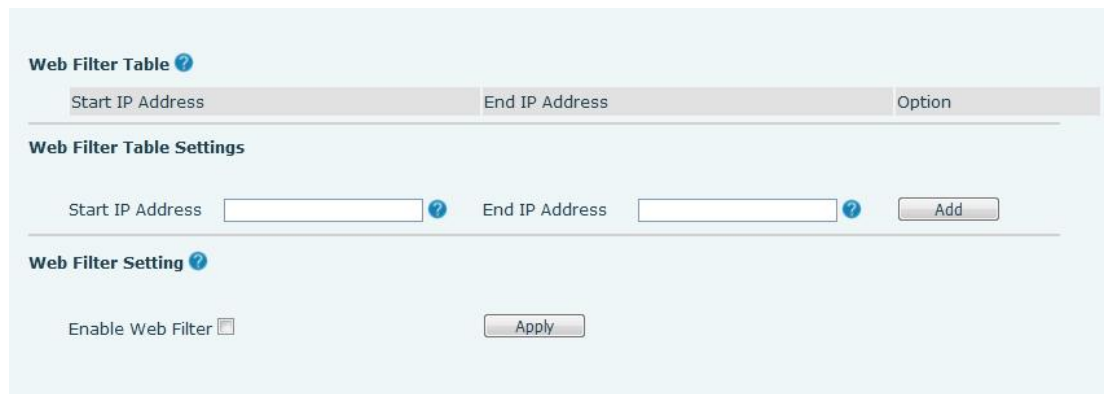 Web Filter Table
Start IP Address End IP Address Option
Web Filter Table Settings
Start IP Address End IP Address Add
Web Filter Setting
Enable Web Filter Apply